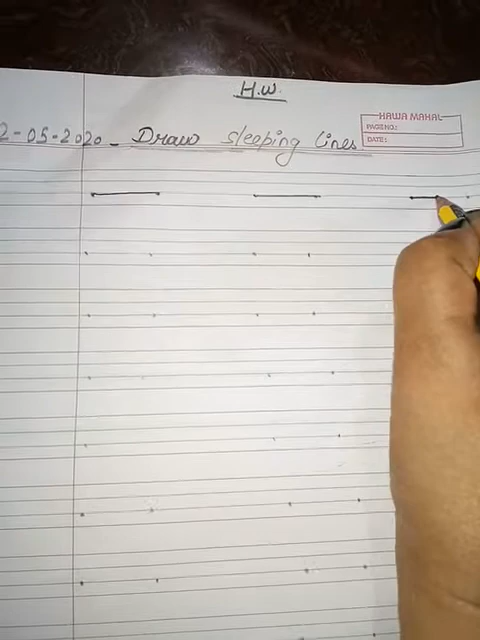 H.W.
2-05-2020 - Draw sleeping lines
HAWA MAHAL
PAGE NO.:
DATE: